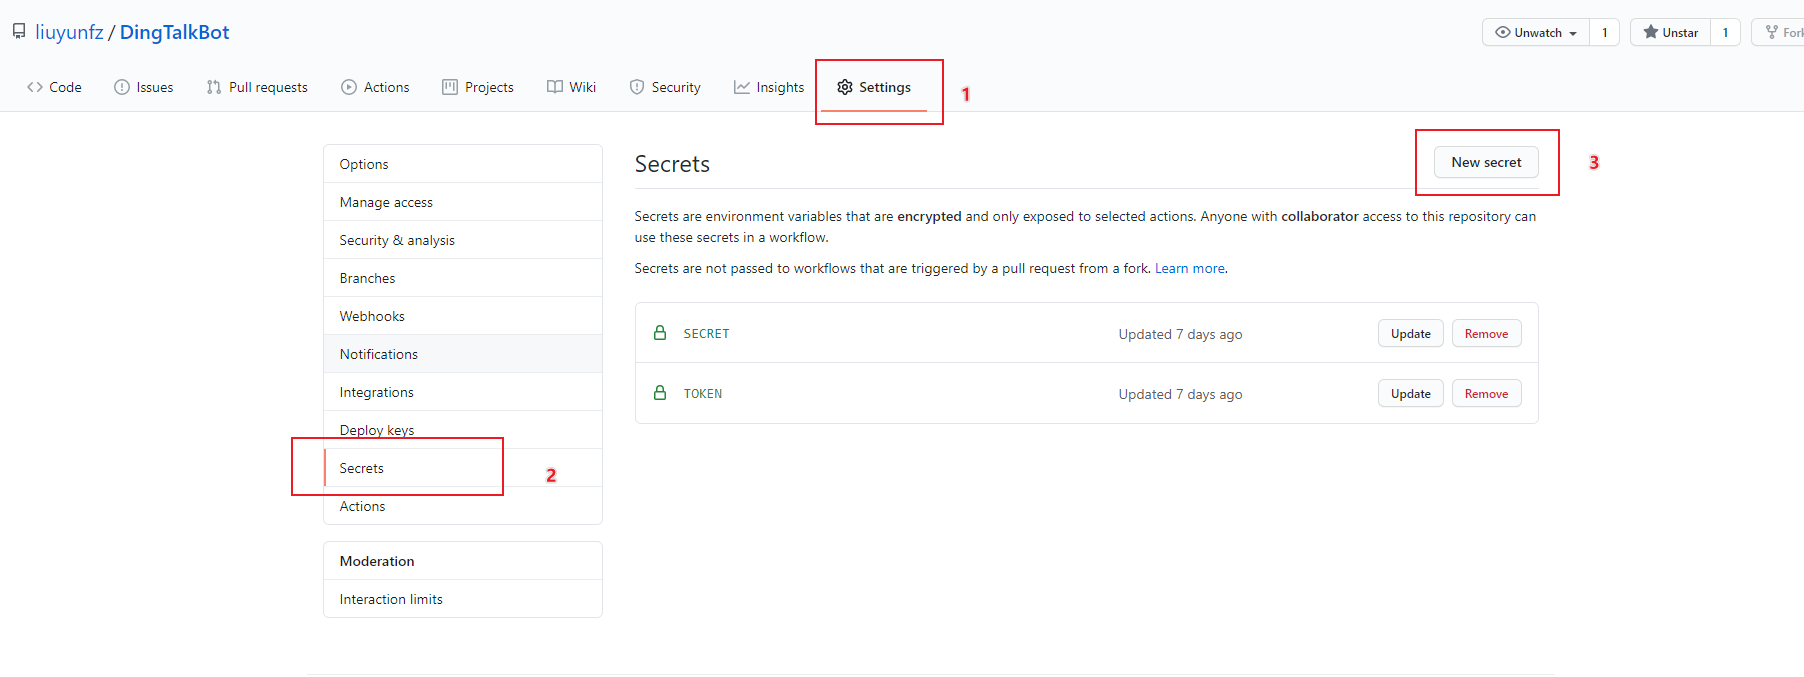 liuyunfz / DingTalkBot
Unwatch 1 Unstar 1 Fork
Code Issues Pull requests Actions Projects Wiki Security Insights Settings 1
Options
Manage access
Security & analysis
Branches
Webhooks
Notifications
Integrations
Deploy keys
Secrets 2
Actions
Moderation
Interaction limits
Secrets New secret 3
Secrets are environment variables that are encrypted and only exposed to selected actions. Anyone with collaborator access to this repository can
use these secrets in a workflow.
Secrets are not passed to workflows that are triggered by a pull request from a fork. Learn more.
SECRET Updated 7 days ago Update Remove
TOKEN Updated 7 days ago Update Remove